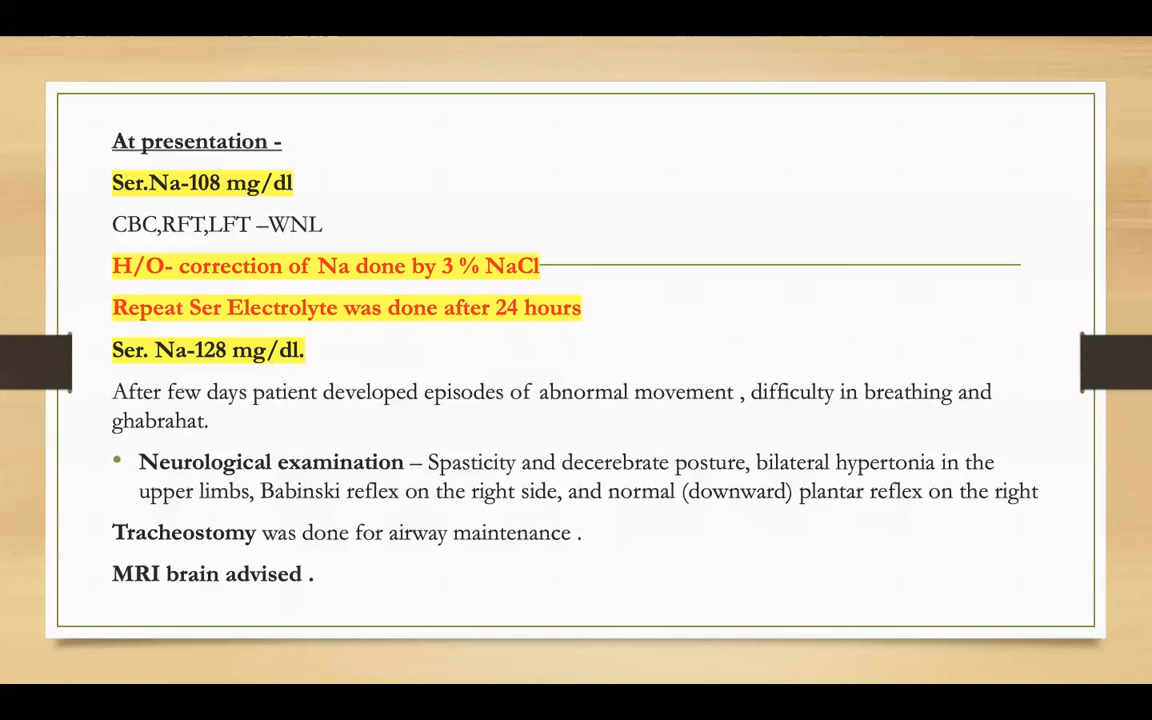 At presentation -
Ser.Na-108 mg/dl
CBC,RFT,LFT –WNL
H/O- correction of Na done by 3 % NaCl
Repeat Ser Electrolyte was done after 24 hours
Ser. Na-128 mg/dl.
After few days patient developed episodes of abnormal movement , difficulty in breathing and
ghabrahat.
• Neurological examination – Spasticity and decerebrate posture, bilateral hypertonia in the
upper limbs, Babinski reflex on the right side, and normal (downward) plantar reflex on the right
Tracheostomy was done for airway maintenance .
MRI brain advised .